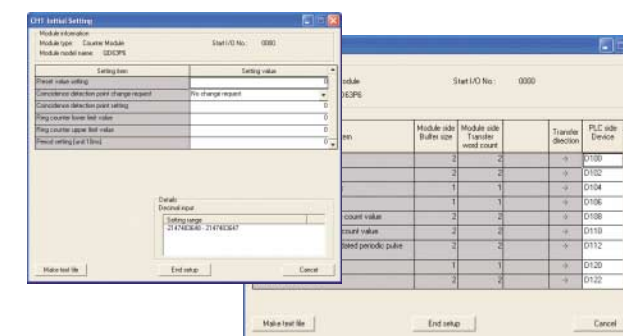 CH1 Initial Setting
Module information
Module type: Counter Module
Start I/O No.: 0000
Module model name: QD63P6
Setting item
Setting value
Preset value setting
0
Coincidence detection point change request
No change request
Coincidence detection point setting
0
Ring counter lower limit value
0
Ring counter upper limit value
0
Period setting (unit 10ms)
0
Details
Decimal input
Setting range
-2147483648 - 2147483647
Make text file
End setup
Cancel
Start I/O No.: 0000
Module side Buffer size
Module side Transfer word count
Transfer direction
PLC side Device
2 2 → D100
2 2 → D102
1 1 → D104
1 1 → D106
count value 2 2 → D108
count value 2 2 → D110
periodic pulse 2 2 → D112
1 1 → D120
2 2 → D122
Make text file
End setup
Cancel